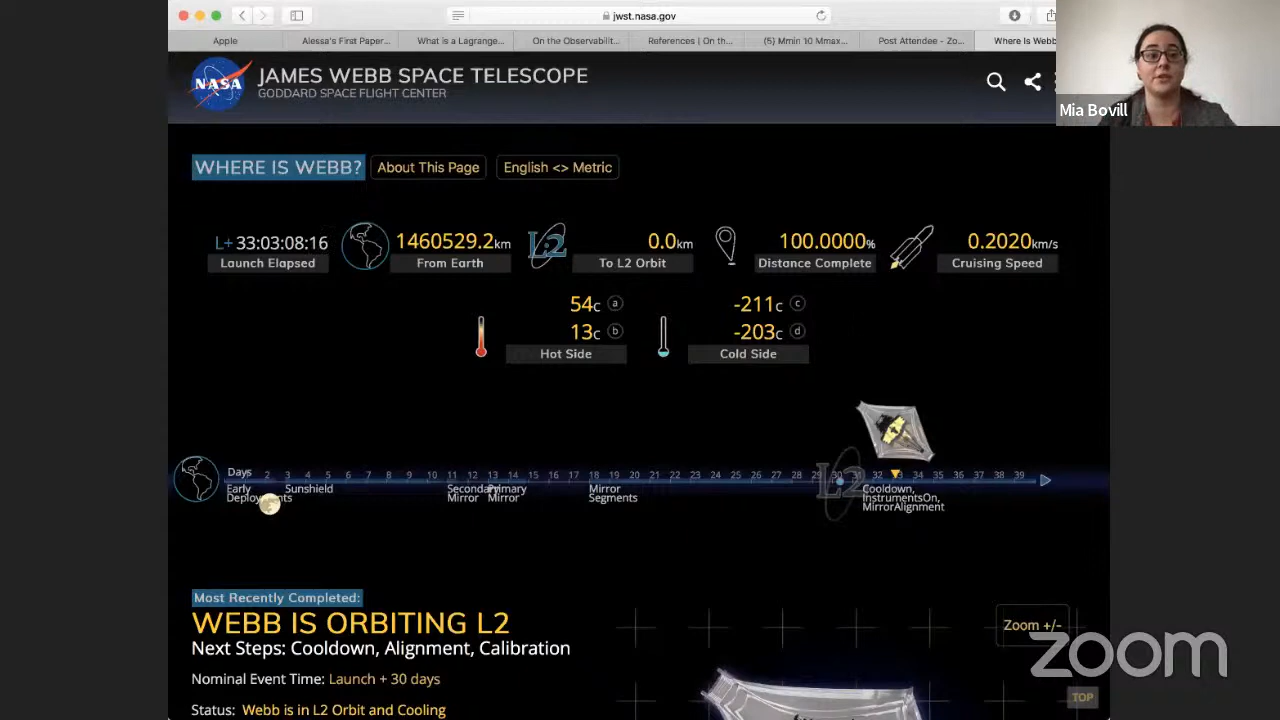 jwst.nasa.gov
Apple
Alessa's First Paper...
What is a Lagrange...
On the Observabilit...
References | On th...
(5) Mmin 10 Mmax...
Post Attendee - Zo...
Where Is Webb
NASA
JAMES WEBB SPACE TELESCOPE
GODDARD SPACE FLIGHT CENTER
Mia Bovill
WHERE IS WEBB?
About This Page
English <> Metric
L+ 33:03:08:16
Launch Elapsed
1460529.2km
From Earth
L2
0.0km
To L2 Orbit
100.0000%
Distance Complete
0.2020km/s
Cruising Speed
54C a
13C b
Hot Side
-211C c
-203C d
Cold Side
Days 2 3 4 5 6 7 8 9 10 11 12 13 14 15 16 17 18 19 20 21 22 23 24 25 26 27 28 29 30 31 32 33 34 35 36 37 38 39
Early
Deployments
Sunshield
Secondary
Mirror
Primary
Mirror
Mirror
Segments
L2
Cooldown,
InstrumentsOn,
MirrorAlignment
Most Recently Completed:
WEBB IS ORBITING L2
Next Steps: Cooldown, Alignment, Calibration
Nominal Event Time: Launch + 30 days
Status: Webb is in L2 Orbit and Cooling
Zoom +/-
zoom
TOP